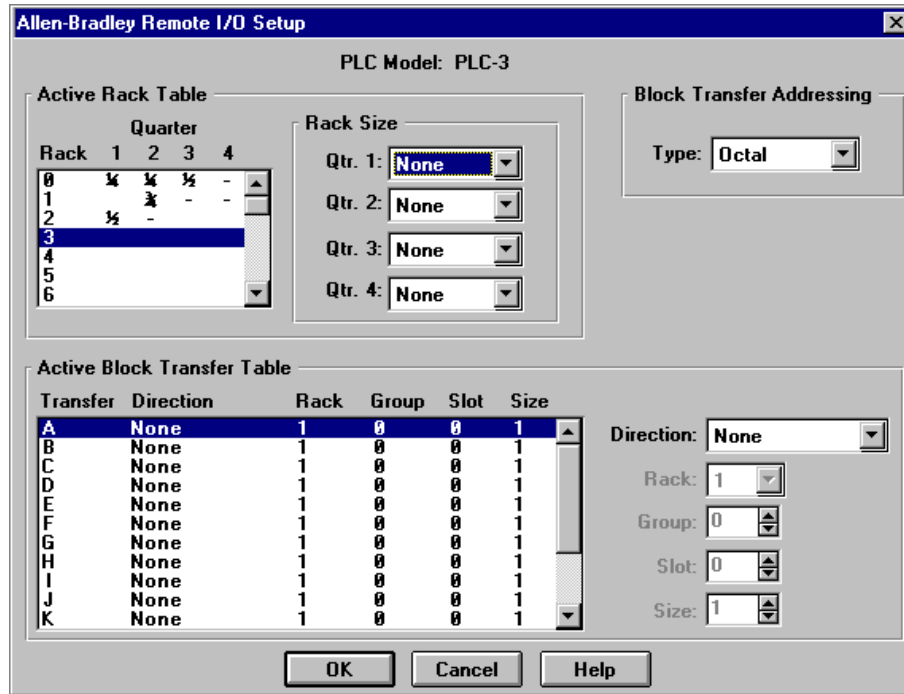 Allen-Bradley Remote I/O Setup
PLC Model: PLC-3
Active Rack Table
Quarter
Rack 1 2 3 4
0 ¼ ¼ ½ -
1 ¾ - -
2 ½ -
3
4
5
6
Rack Size
Qtr. 1: None
Qtr. 2: None
Qtr. 3: None
Qtr. 4: None
Block Transfer Addressing
Type: Octal
Active Block Transfer Table
Transfer Direction Rack Group Slot Size
A None 1 0 0 1
B None 1 0 0 1
C None 1 0 0 1
D None 1 0 0 1
E None 1 0 0 1
F None 1 0 0 1
G None 1 0 0 1
H None 1 0 0 1
I None 1 0 0 1
J None 1 0 0 1
K None 1 0 0 1
Direction: None
Rack: 1
Group: 0
Slot: 0
Size: 1
OK Cancel Help